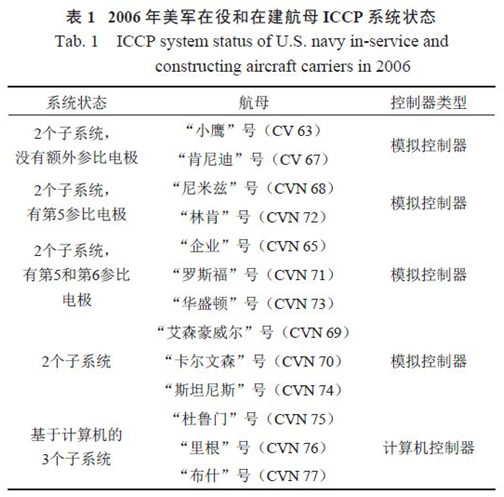 表 1 2006 年美军在役和在建航母 ICCP 系统状态
Tab. 1 ICCP system status of U.S. navy in-service and
constructing aircraft carriers in 2006
系统状态 航母 控制器类型
2个子系统，
没有额外参比电极
“小鹰”号（CV 63）
“肯尼迪”号（CV 67）
模拟控制器
2个子系统，
有第5参比电极
“尼米兹”号（CVN 68）
“林肯”号（CVN 72）
模拟控制器
2个子系统，
有第5和第6参比
电极
“企业”号（CVN 65）
“罗斯福”号（CVN 71）
“华盛顿”号（CVN 73）
模拟控制器
2个子系统
“艾森豪威尔”号（CVN 69）
“卡尔文森”号（CVN 70）
“斯坦尼斯”号（CVN 74）
模拟控制器
基于计算机的
3个子系统
“杜鲁门”号（CVN 75）
“里根”号（CVN 76）
“布什”号（CVN 77）
计算机控制器